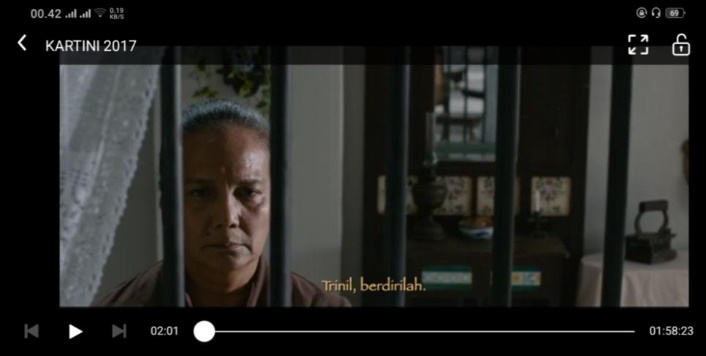 00.42
0.19
KB/S
69
KARTINI 2017
Trinil, berdirilah.
02:01
01:58:23